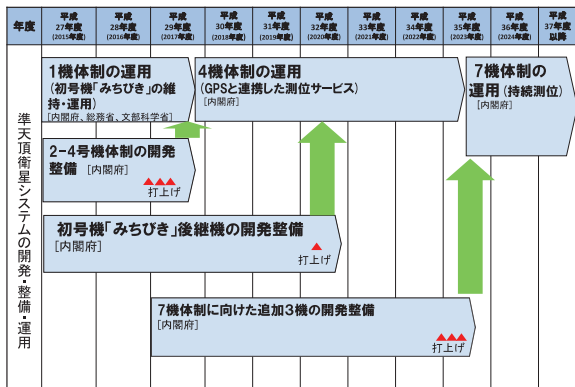 年度
平成
27年度
(2015年度)
平成
28年度
(2016年度)
平成
29年度
(2017年度)
平成
30年度
(2018年度)
平成
31年度
(2019年度)
平成
32年度
(2020年度)
平成
33年度
(2021年度)
平成
34年度
(2022年度)
平成
35年度
(2023年度)
平成
36年度
(2024年度)
平成
37年度
以降
準天頂衛星システムの開発・整備・運用
1機体制の運用
(初号機「みちびき」の維
持・運用)
[内閣府、総務省、文部科学省]
4機体制の運用
(GPSと連携した測位サービス)
[内閣府]
7機体制の
運用(持続測位)
[内閣府]
2-4号機体制の開発
整備 [内閣府]
打上げ
初号機「みちびき」後継機の開発整備
[内閣府]
打上げ
7機体制に向けた追加3機の開発整備
[内閣府]
打上げ